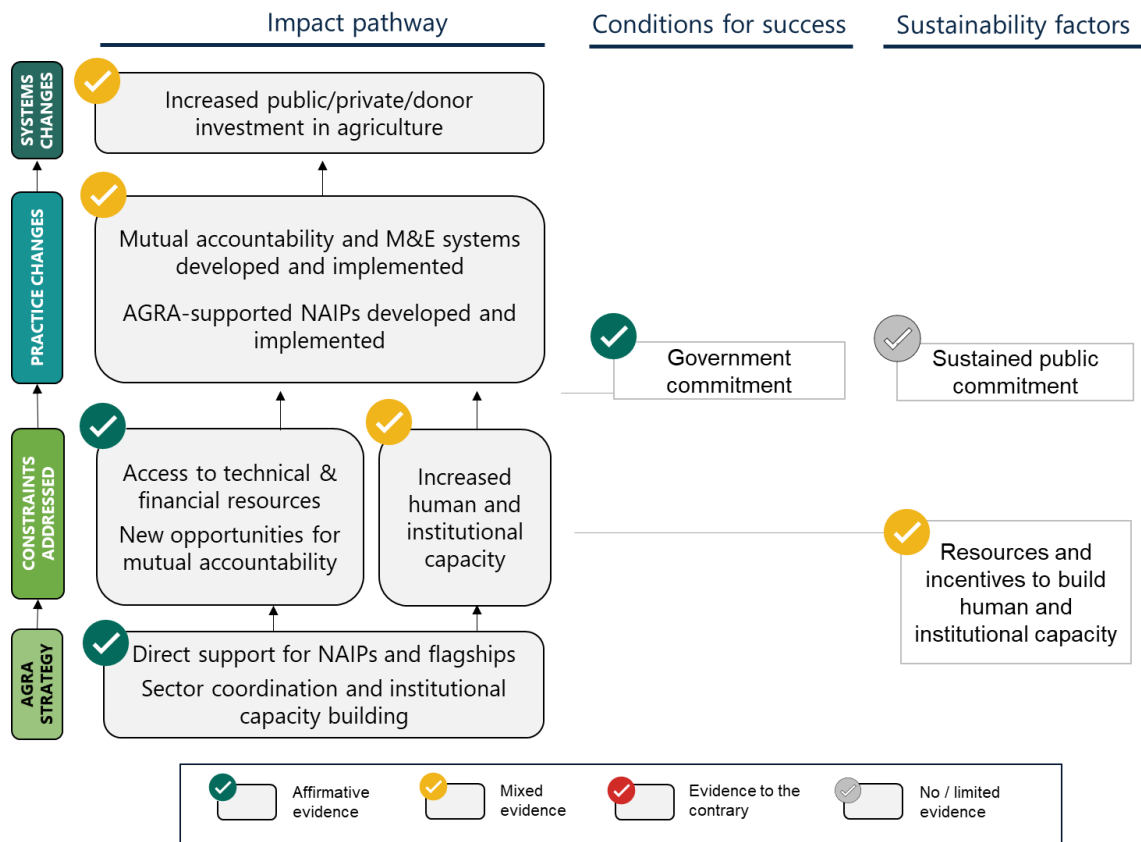 Impact pathway
Conditions for success
Sustainability factors
SYSTEMS
CHANGES
Increased public/private/donor
investment in agriculture
PRACTICE CHANGES
Mutual accountability and M&E systems
developed and implemented
AGRA-supported NAIPs developed and
implemented
Government
commitment
Sustained public
commitment
CONSTRAINTS
ADDRESSED
Access to technical &
financial resources
New opportunities for
mutual accountability
Increased
human and
institutional
capacity
Resources and
incentives to build
human and
institutional capacity
AGRA
STRATEGY
Direct support for NAIPs and flagships
Sector coordination and institutional
capacity building
Affirmative
evidence
Mixed
evidence
Evidence to the
contrary
No / limited
evidence